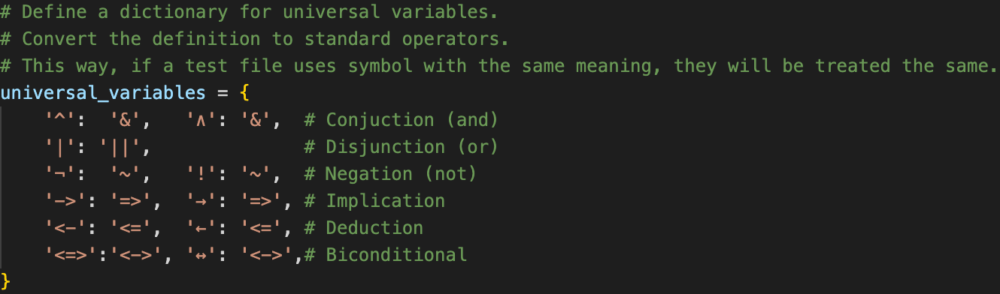 # Define a dictionary for universal variables.
# Convert the definition to standard operators.
# This way, if a test file uses symbol with the same meaning, they will be treated the same.
universal_variables = {
    '^':  '&',   '∧': '&',  # Conjuction (and)
    '|': '||',              # Disjunction (or)
    '¬':  '~',   '!': '~',  # Negation (not)
    '->': '=>',  '→': '=>', # Implication
    '<-': '<=',  '←': '<=', # Deduction
    '<=>':'<->', '↔': '<->',# Biconditional
}